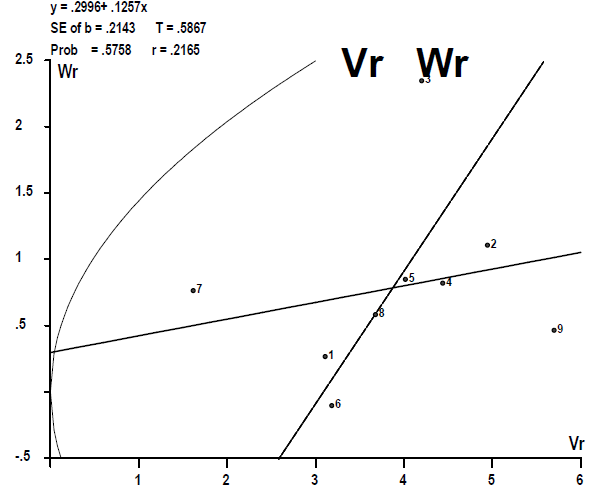 y = .2996+ .1257x
SE of b = .2143 T = .5867
Prob = .5758 r = .2165
Vr Wr
2.5
Wr
3
2
1.5
2
1
5
4
7
8
.5
9
1
6
-.5
Vr
1 2 3 4 5 6